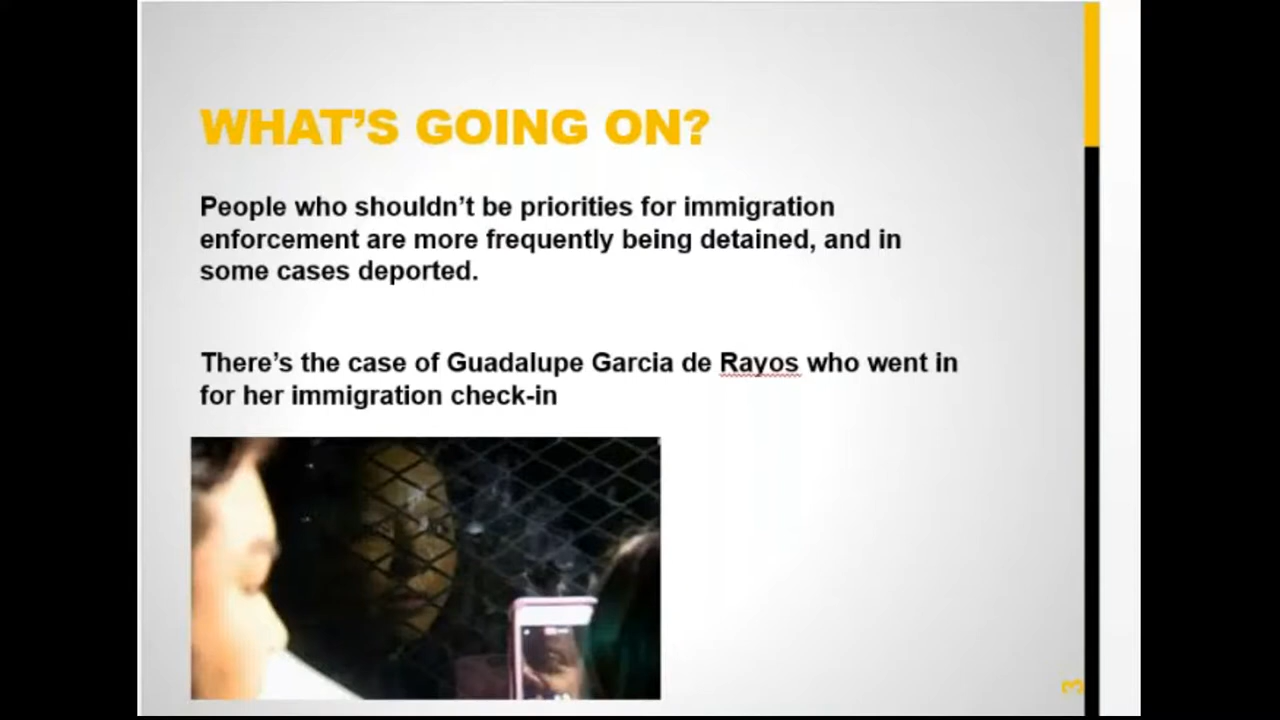 WHAT'S GOING ON?
People who shouldn't be priorities for immigration
enforcement are more frequently being detained, and in
some cases deported.
There's the case of Guadalupe Garcia de Rayos who went in
for her immigration check-in
3